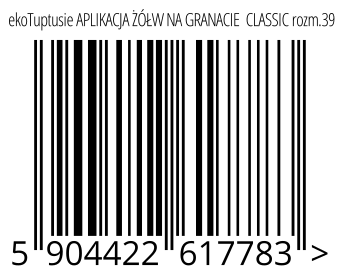 ekoTuptusie APLIKACJA ŻÓŁW NA GRANACIE CLASSIC rozm.39
5 904422 617783 >